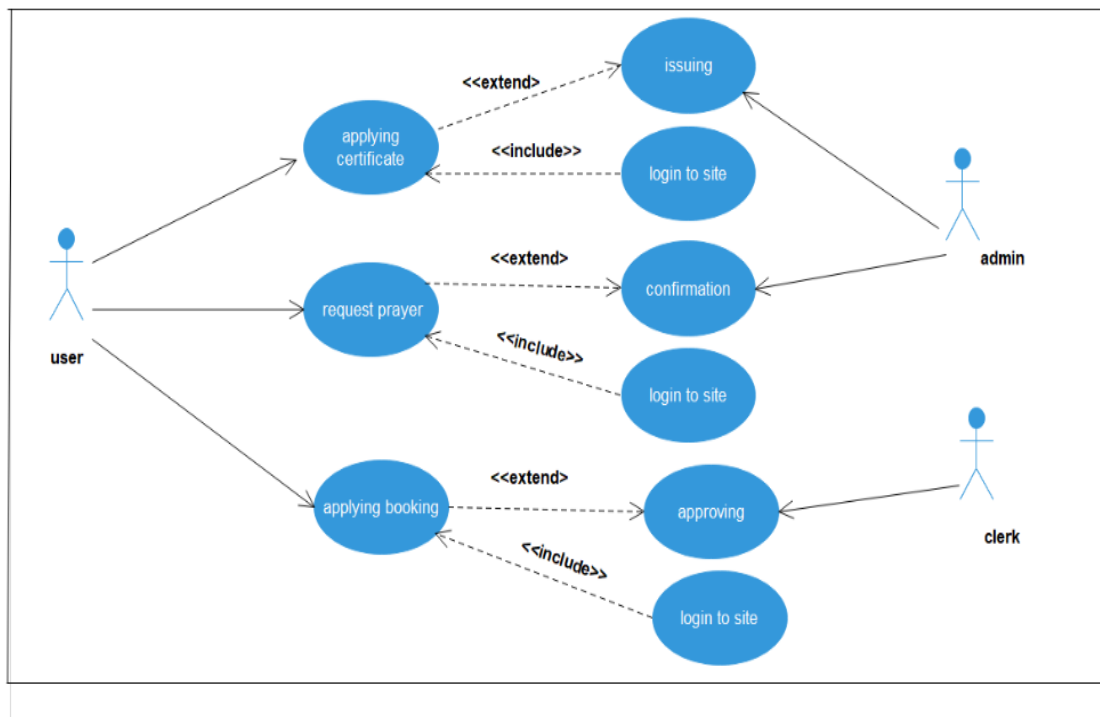 issuing
<<extend>
applying
certificate
<<include>>
login to site
admin
<<extend>
confirmation
request prayer
user
<<include>>
login to site
<<extend>
applying booking
approving
clerk
<<include>>
login to site